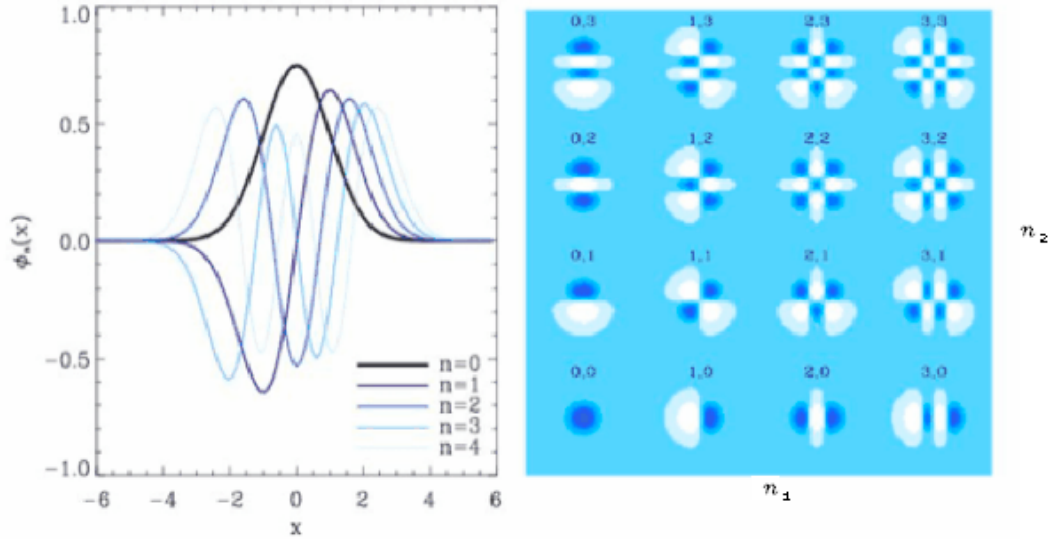 1.0
0.5
0.0
-0.5
-1.0
ϕₙ(x)
n=0
n=1
n=2
n=3
n=4
-6 -4 -2 0 2 4 6
x
0,3 1,3 2,3 3,3
0,2 1,2 2,2 3,2
0,1 1,1 2,1 3,1
0,0 1,0 2,0 3,0
n₁
n₂